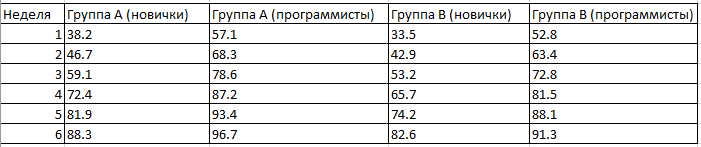 Неделя Группа A (новички) Группа A (программисты) Группа B (новички) Группа B (программисты)
1 38.2 57.1 33.5 52.8
2 46.7 68.3 42.9 63.4
3 59.1 78.6 53.2 72.8
4 72.4 87.2 65.7 81.5
5 81.9 93.4 74.2 88.1
6 88.3 96.7 82.6 91.3